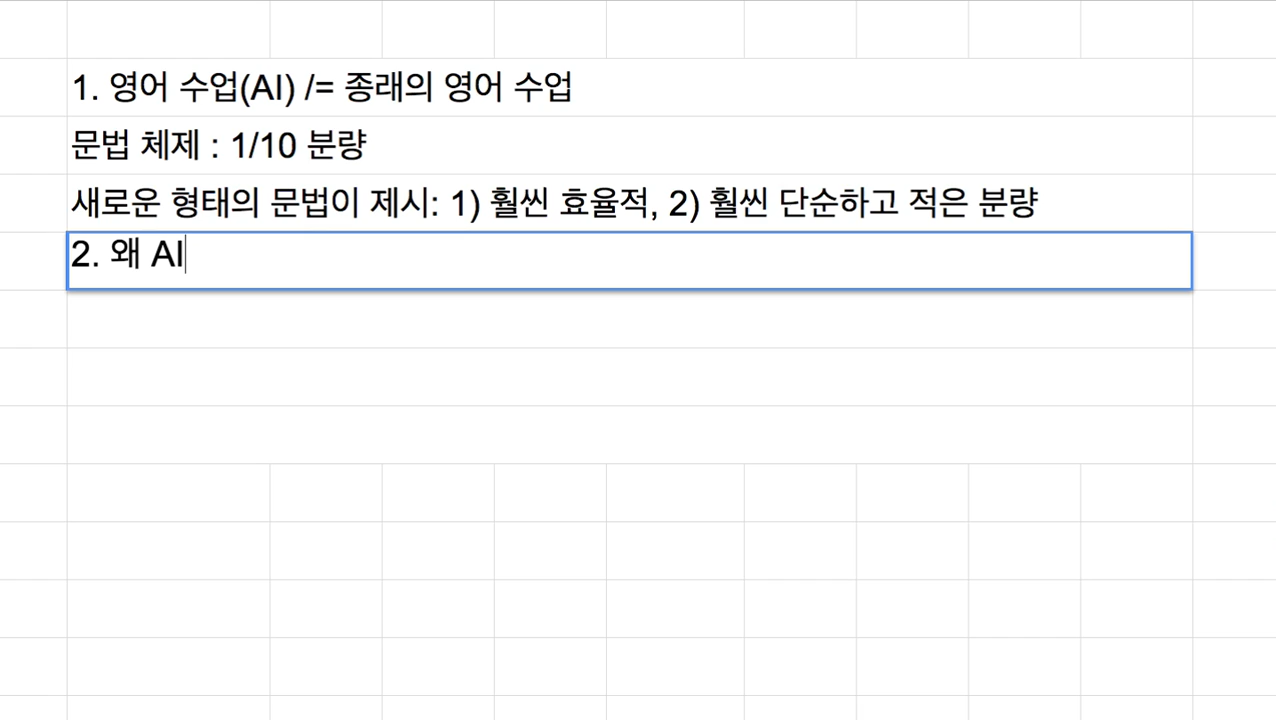 1. 영어 수업(AI) /= 종래의 영어 수업
문법 체제 : 1/10 분량
새로운 형태의 문법이 제시: 1) 훨씬 효율적, 2) 훨씬 단순하고 적은 분량
2. 왜 AI